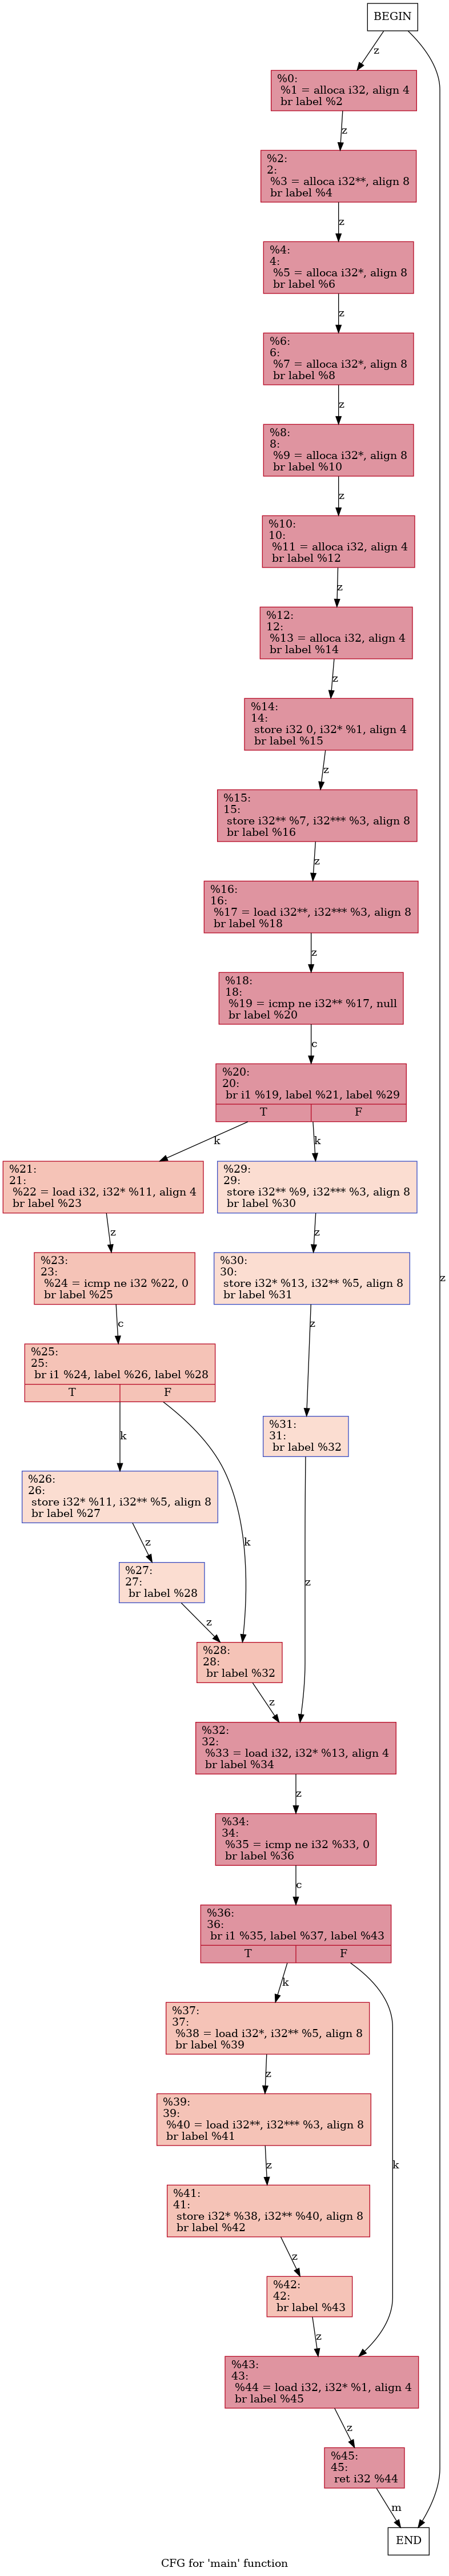 BEGIN
z
%0:
%1 = alloca i32, align 4
br label %2
z
%2:
2:
%3 = alloca i32**, align 8
br label %4
z
%4:
4:
%5 = alloca i32*, align 8
br label %6
z
%6:
6:
%7 = alloca i32*, align 8
br label %8
z
%8:
8:
%9 = alloca i32*, align 8
br label %10
z
%10:
10:
%11 = alloca i32, align 4
br label %12
z
%12:
12:
%13 = alloca i32, align 4
br label %14
z
%14:
14:
store i32 0, i32* %1, align 4
br label %15
z
%15:
15:
store i32** %7, i32*** %3, align 8
br label %16
z
%16:
16:
%17 = load i32**, i32*** %3, align 8
br label %18
z
%18:
18:
%19 = icmp ne i32** %17, null
br label %20
c
%20:
20:
br i1 %19, label %21, label %29
T F
k k
z
%21:
21:
%22 = load i32, i32* %11, align 4
br label %23
%29:
29:
store i32** %9, i32*** %3, align 8
br label %30
z z
%23:
23:
%24 = icmp ne i32 %22, 0
br label %25
%30:
30:
store i32* %13, i32** %5, align 8
br label %31
c z
%25:
25:
br i1 %24, label %26, label %28
T F
%31:
31:
br label %32
k
%26:
26:
store i32* %11, i32** %5, align 8
br label %27
z k
%27:
27:
br label %28
z z
%28:
28:
br label %32
z
%32:
32:
%33 = load i32, i32* %13, align 4
br label %34
z
%34:
34:
%35 = icmp ne i32 %33, 0
br label %36
c
%36:
36:
br i1 %35, label %37, label %43
T F
k
%37:
37:
%38 = load i32*, i32** %5, align 8
br label %39
z
%39:
39:
%40 = load i32**, i32*** %3, align 8
br label %41
z k
%41:
41:
store i32* %38, i32** %40, align 8
br label %42
z
%42:
42:
br label %43
z
%43:
43:
%44 = load i32, i32* %1, align 4
br label %45
z
%45:
45:
ret i32 %44
m
END
CFG for 'main' function